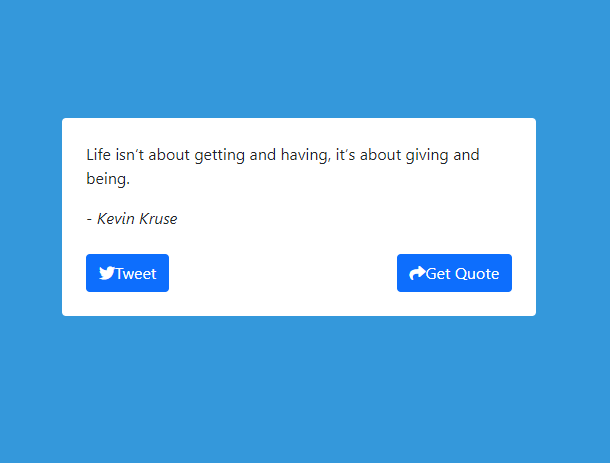 Life isn’t about getting and having, it’s about giving and
being.
- Kevin Kruse
Tweet
Get Quote